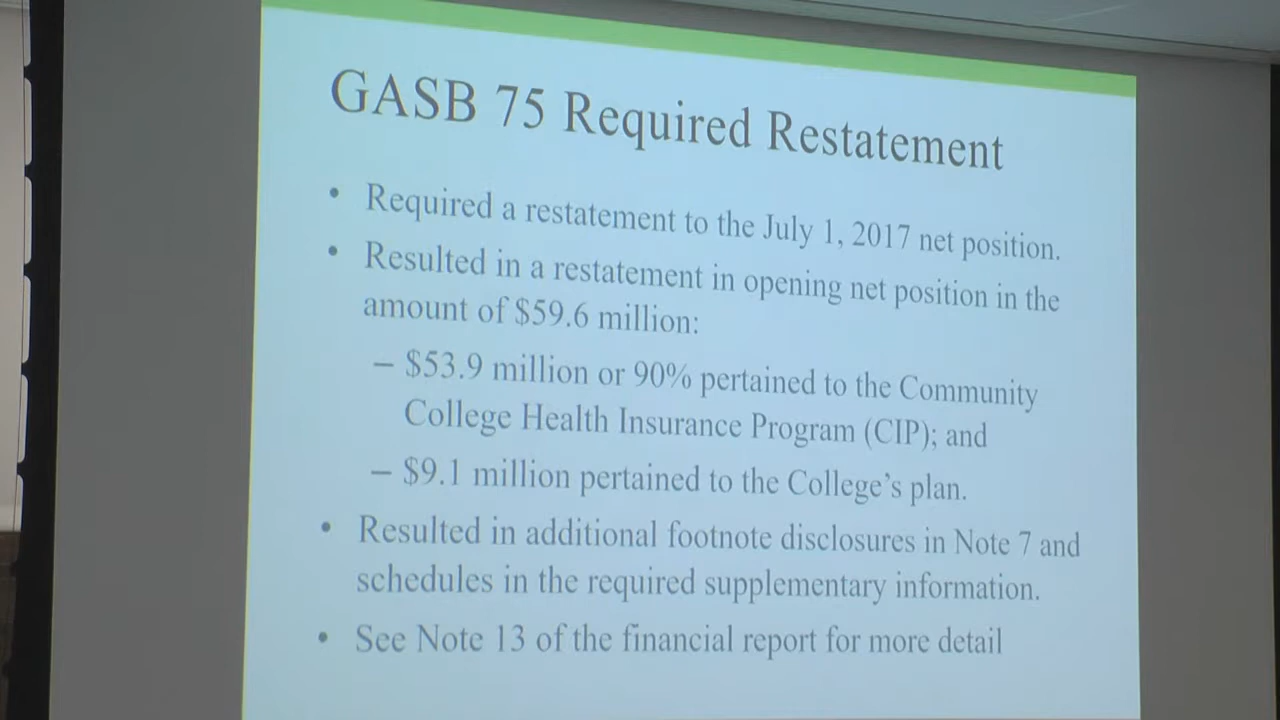 GASB 75 Required Restatement
• Required a restatement to the July 1, 2017 net position.
• Resulted in a restatement in opening net position in the
amount of $59.6 million:
– $53.9 million or 90% pertained to the Community
College Health Insurance Program (CIP); and
– $9.1 million pertained to the College’s plan.
• Resulted in additional footnote disclosures in Note 7 and
schedules in the required supplementary information.
• See Note 13 of the financial report for more detail